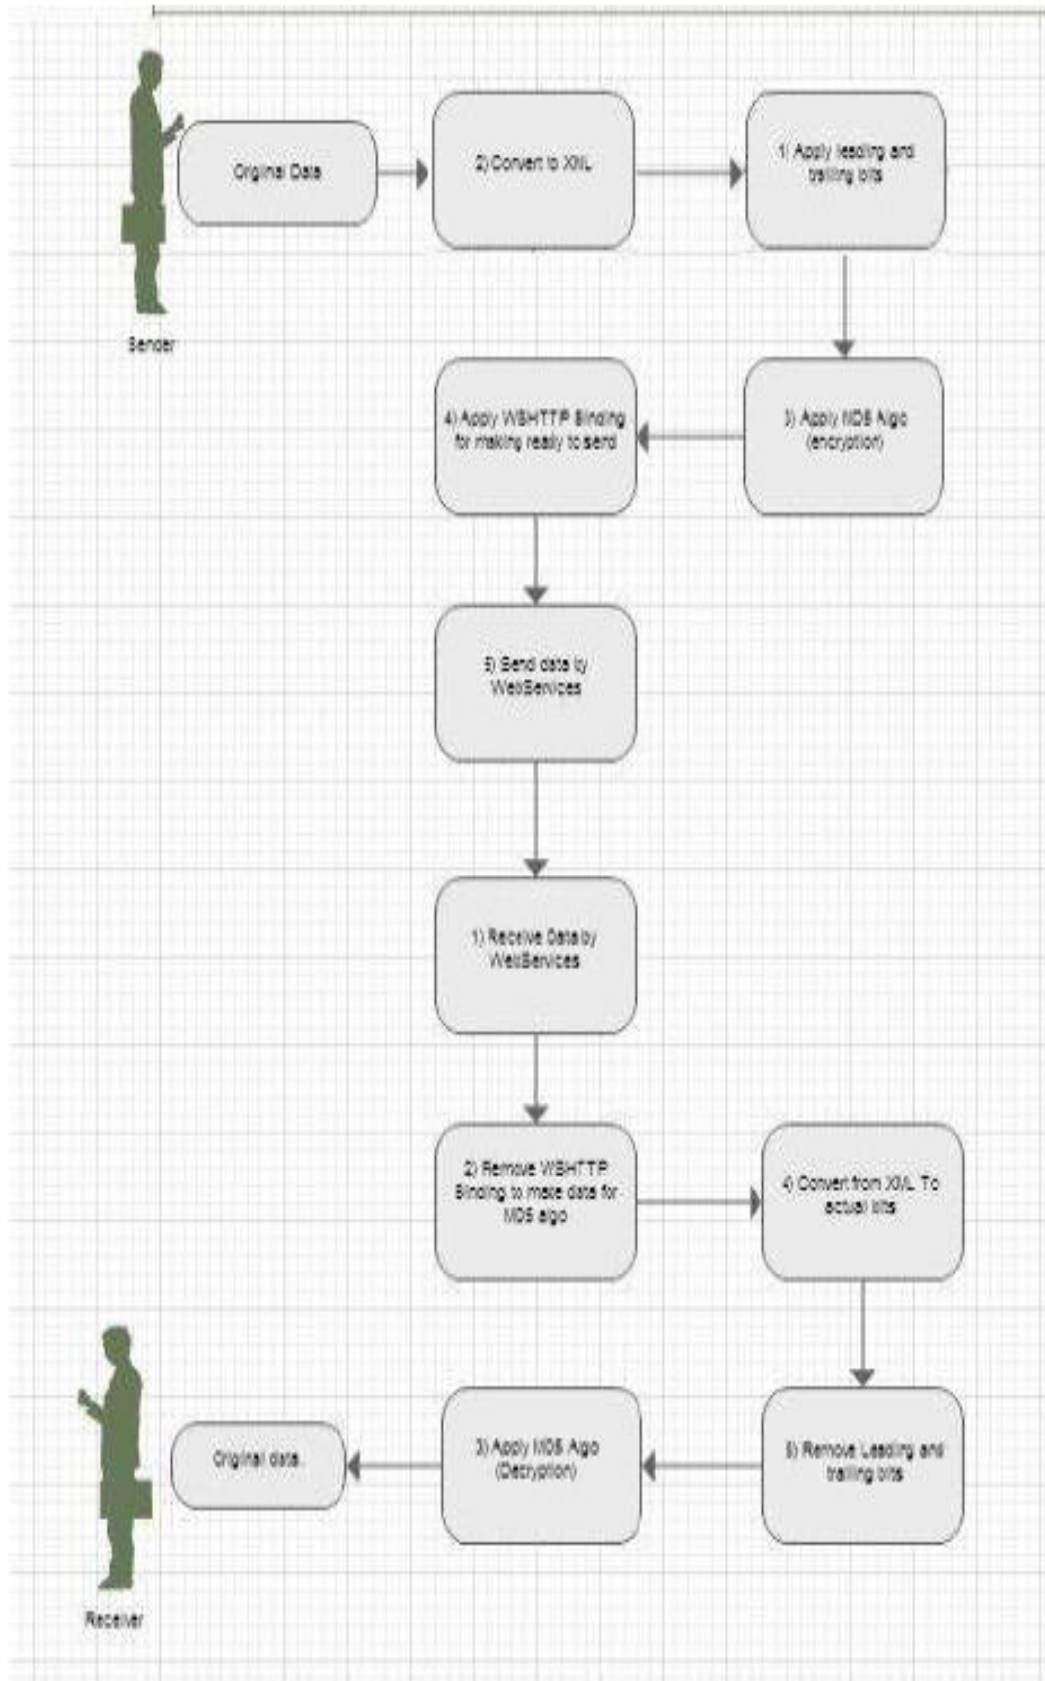 Original Data
2) Convert to XML
1) Apply leading and
trailing bits
Sender
4) Apply WSHTTP Binding
for making ready to send
3) Apply MD5 Algo
(encryption)
5) Send data by
WebServices
1) Receive Data by
WebServices
2) Remove WSHTTP
Binding to make data for
MD5 algo
4) Convert from XML To
actual bits
Original data.
3) Apply MD5 Algo
(Decryption)
5) Remove Leading and
trailing bits
Receiver